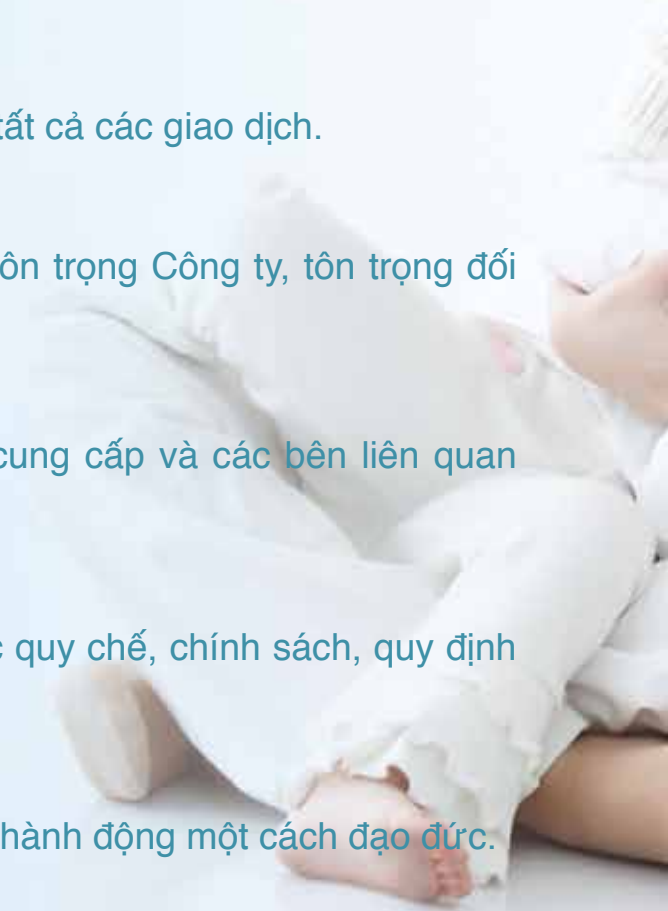 tất cả các giao dịch.
ôn trọng Công ty, tôn trọng đối
cung cấp và các bên liên quan
quy chế, chính sách, quy định
hành động một cách đạo đức.